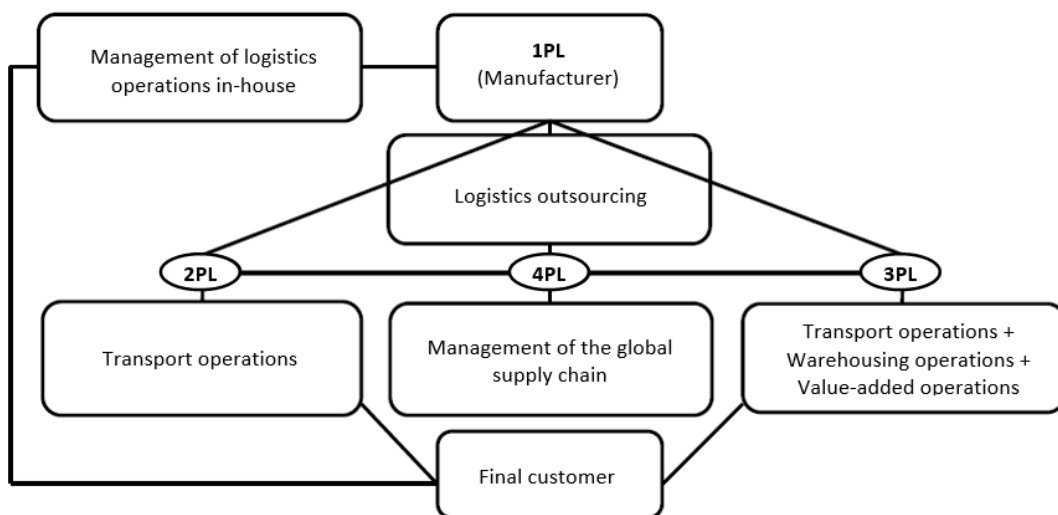 Management of logistics
operations in-house
1PL
(Manufacturer)
Logistics outsourcing
2PL
4PL
3PL
Transport operations
Management of the global
supply chain
Transport operations +
Warehousing operations +
Value-added operations
Final customer